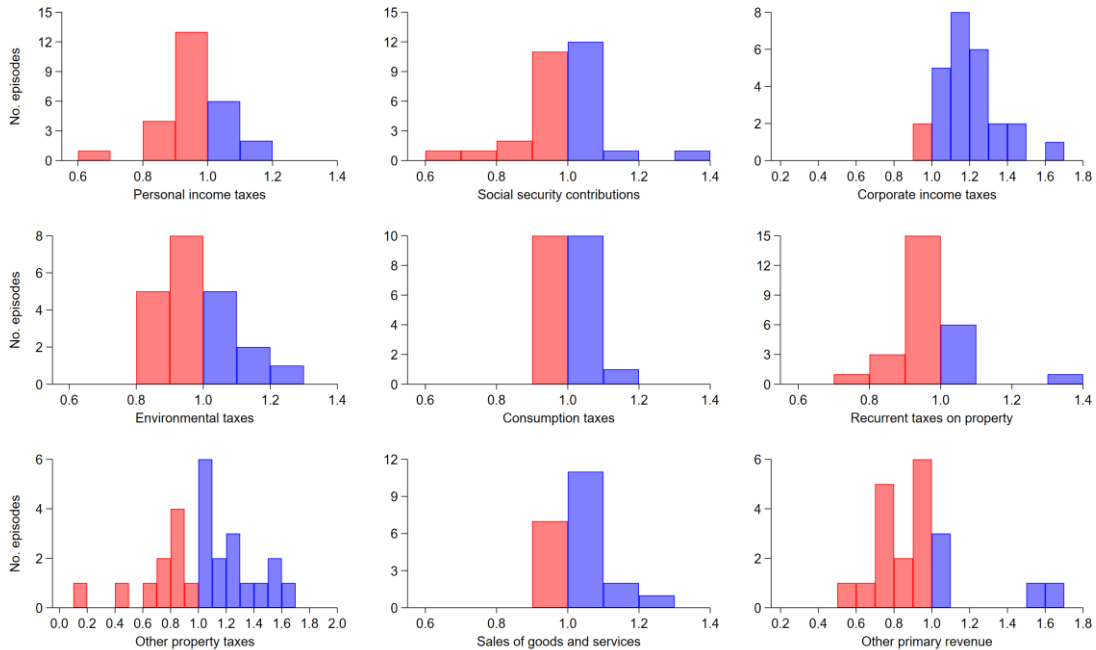 15
12
9
6
3
0
No. episodes
0.6 0.8 1.0 1.2 1.4
Personal income taxes
15
12
9
6
3
0
0.6 0.8 1.0 1.2 1.4
Social security contributions
8
6
4
2
0
0.2 0.4 0.6 0.8 1.0 1.2 1.4 1.6 1.8
Corporate income taxes
8
6
4
2
0
No. episodes
0.6 0.8 1.0 1.2 1.4
Environmental taxes
10
8
6
4
2
0
0.6 0.8 1.0 1.2 1.4
Consumption taxes
15
12
9
6
3
0
0.6 0.8 1.0 1.2 1.4
Recurrent taxes on property
6
4
2
0
No. episodes
0.0 0.2 0.4 0.6 0.8 1.0 1.2 1.4 1.6 1.8 2.0
Other property taxes
12
9
6
3
0
0.6 0.8 1.0 1.2 1.4
Sales of goods and services
6
4
2
0
0.2 0.4 0.6 0.8 1.0 1.2 1.4 1.6 1.8
Other primary revenue